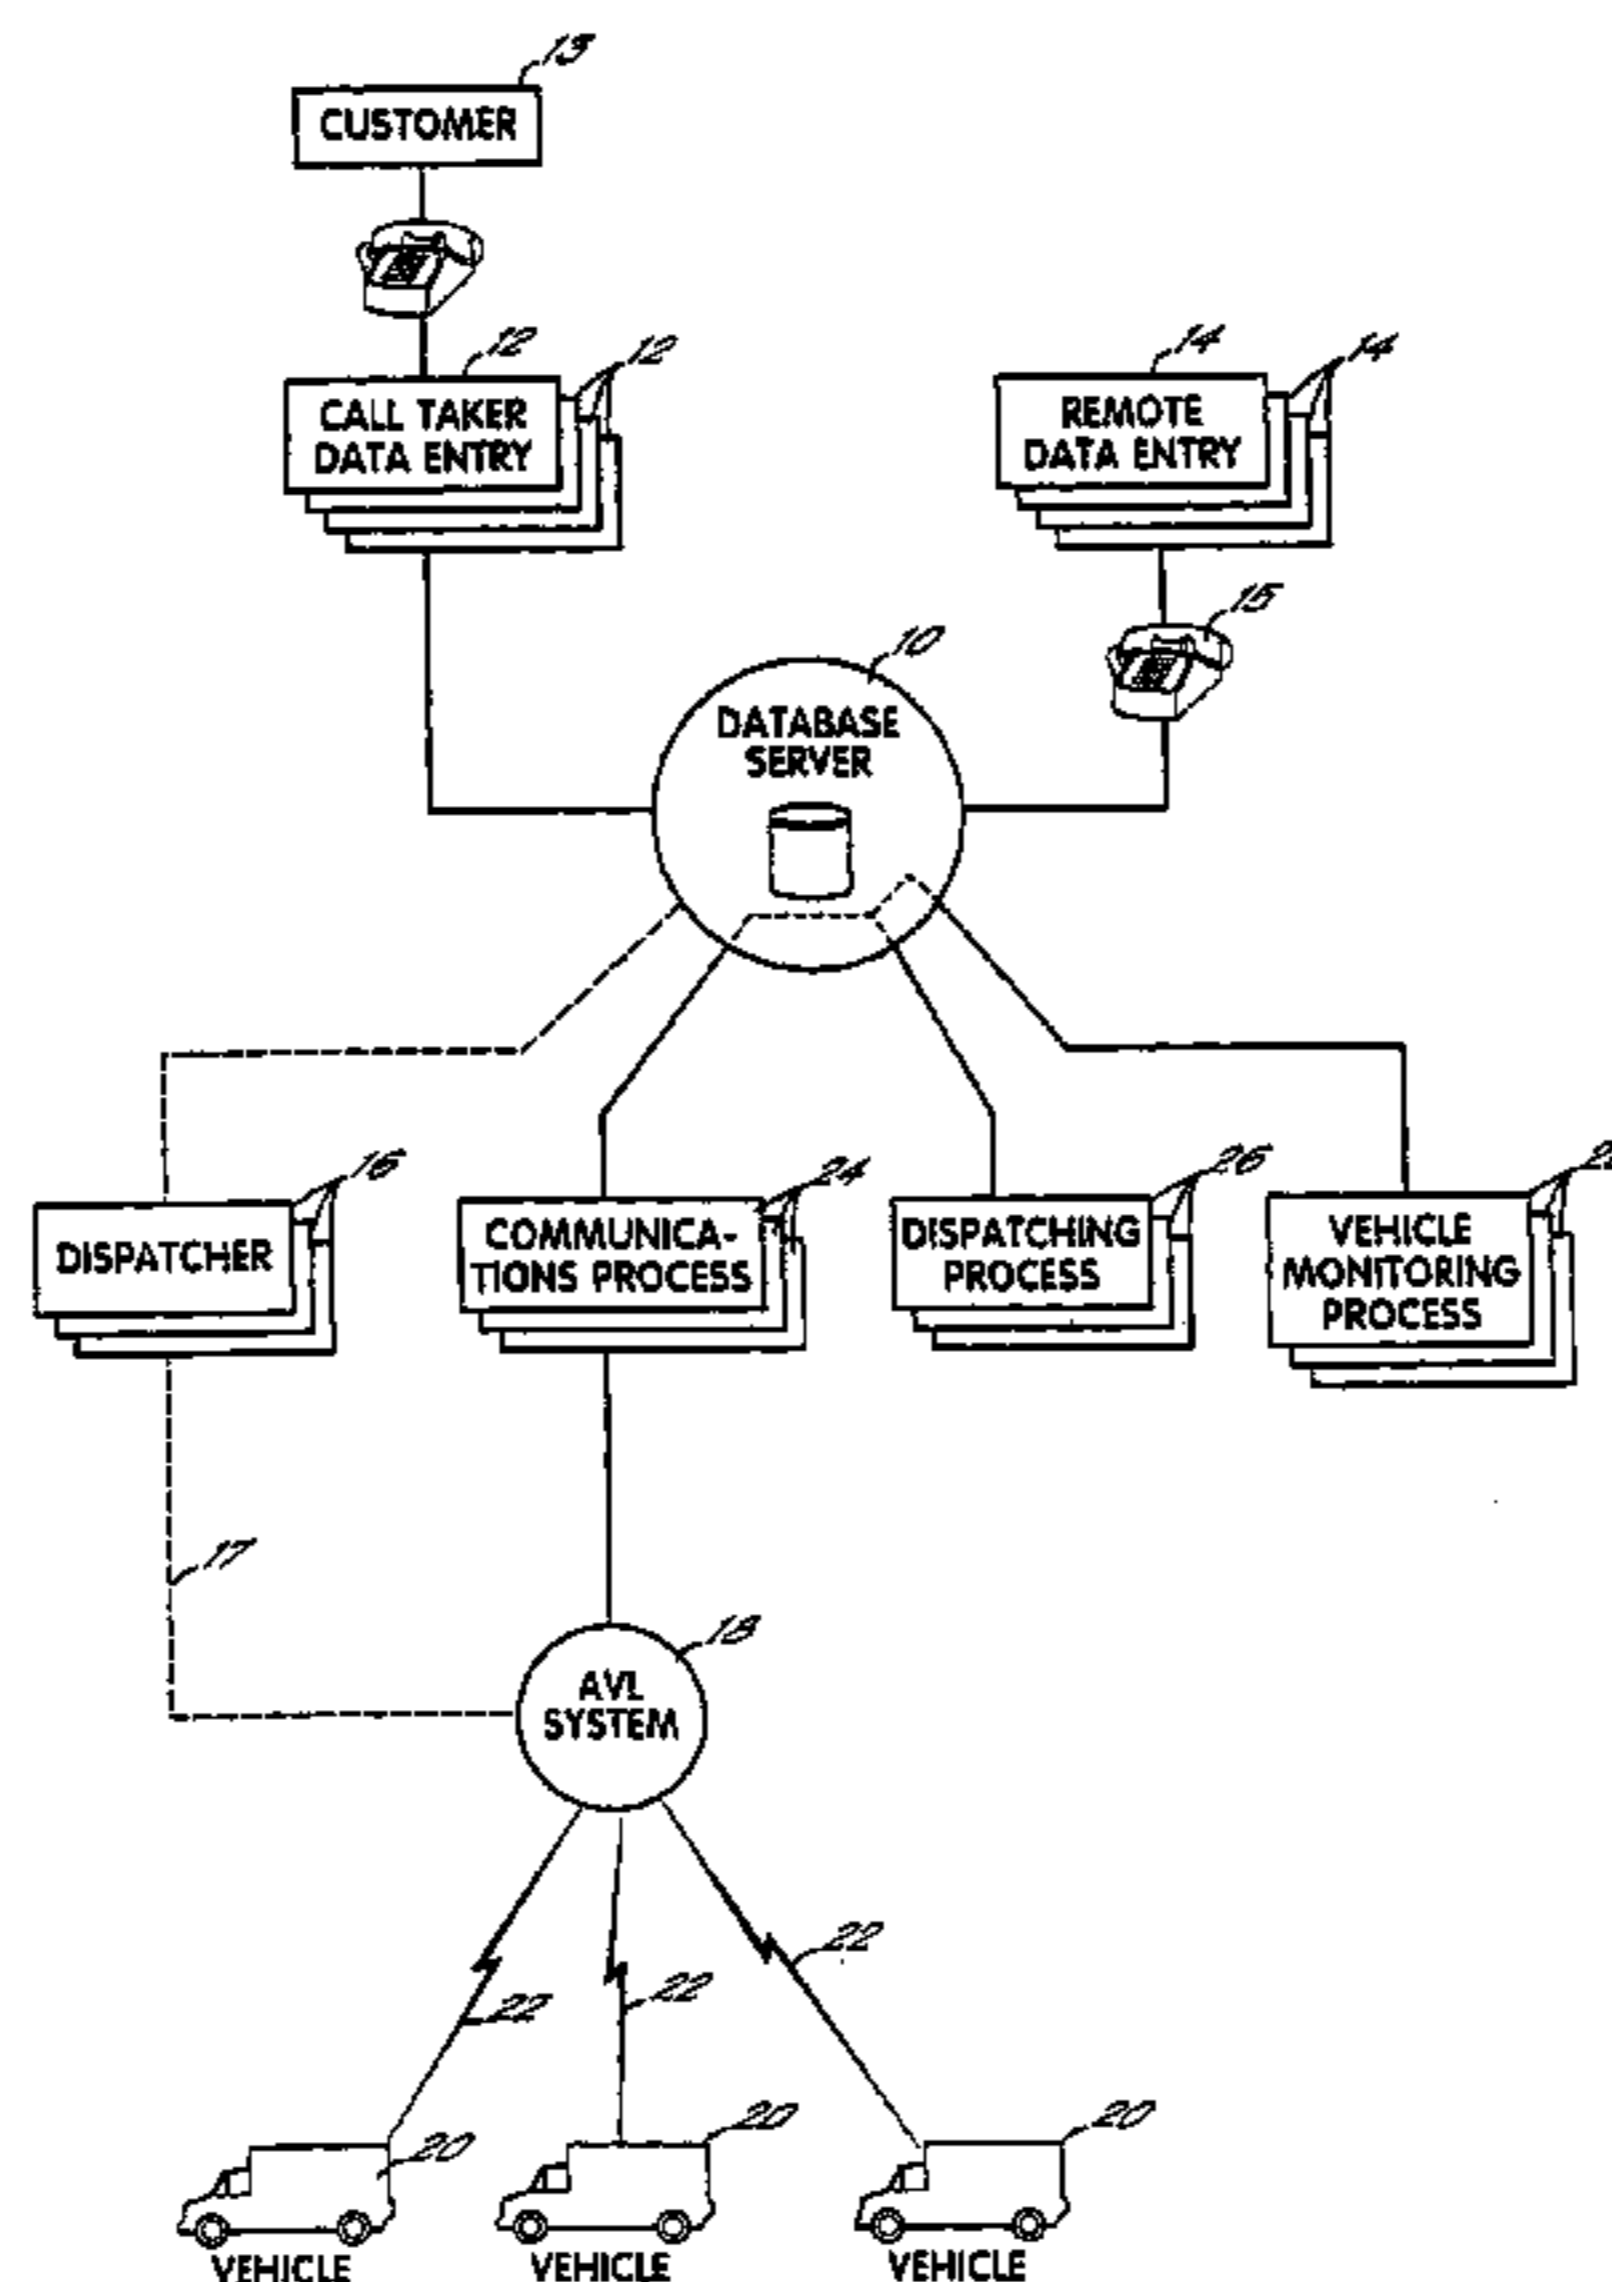 13
CUSTOMER
12
12
CALL TAKER
DATA ENTRY
14
14
REMOTE
DATA ENTRY
15
10
DATABASE
SERVER
16
DISPATCHER
24
COMMUNICA-
TIONS PROCESS
26
DISPATCHING
PROCESS
VEHICLE
MONITORING
PROCESS
17
18
AVL
SYSTEM
22
22
22
20
20
20
VEHICLE
VEHICLE
VEHICLE